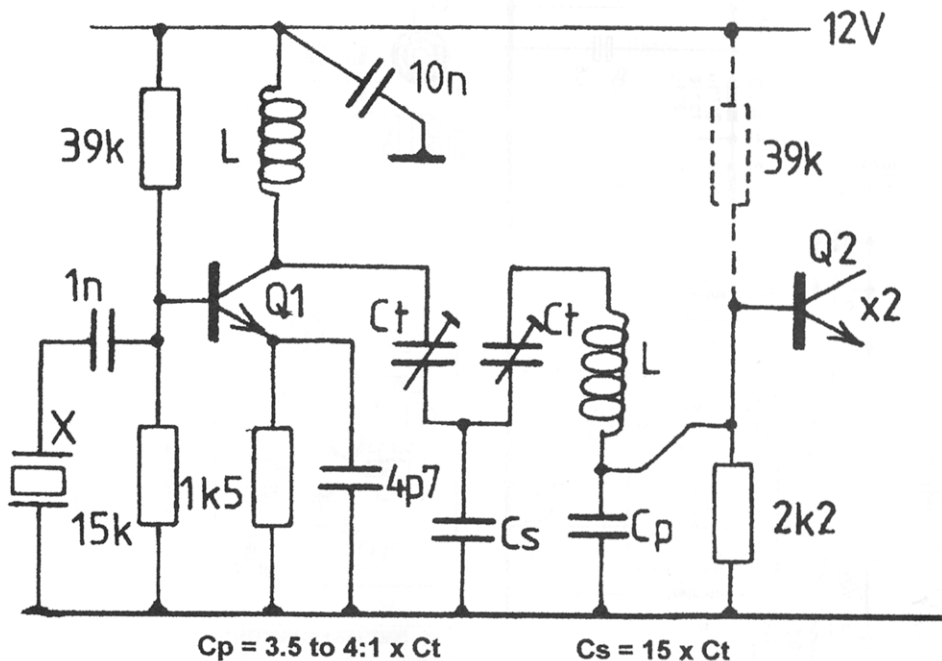 12V
10n
39k
L
39k
Q2
1n
Q1
x2
Ct
Ct
L
X
4p7
15k
1k5
Cs
Cp
2k2
Cp = 3.5 to 4:1 x Ct
Cs = 15 x Ct